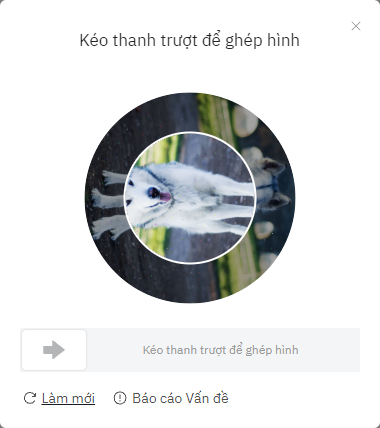 Kéo thanh trượt để ghép hình
Kéo thanh trượt để ghép hình
Làm mới
Báo cáo Vấn đề